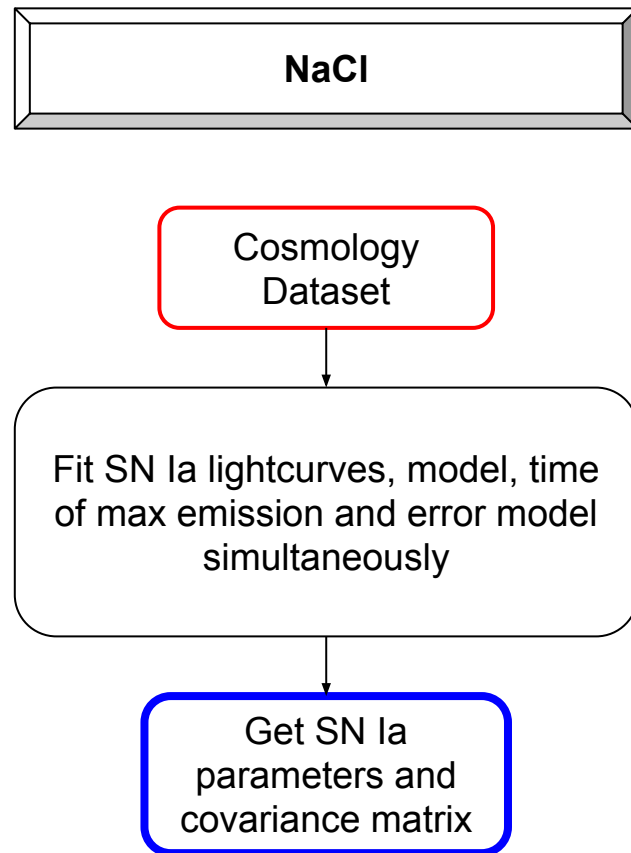 NaCl
Cosmology
Dataset
Fit SN Ia lightcurves, model, time
of max emission and error model
simultaneously
Get SN Ia
parameters and
covariance matrix